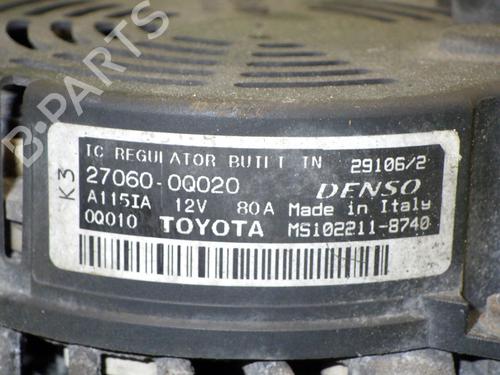 IC REGULATOR BUILT IN 29106/2
K3
27060-0Q020 DENSO
A115IA 12V 80A Made in Italy
0Q010 TOYOTA MS102211-8740
B-PARTS